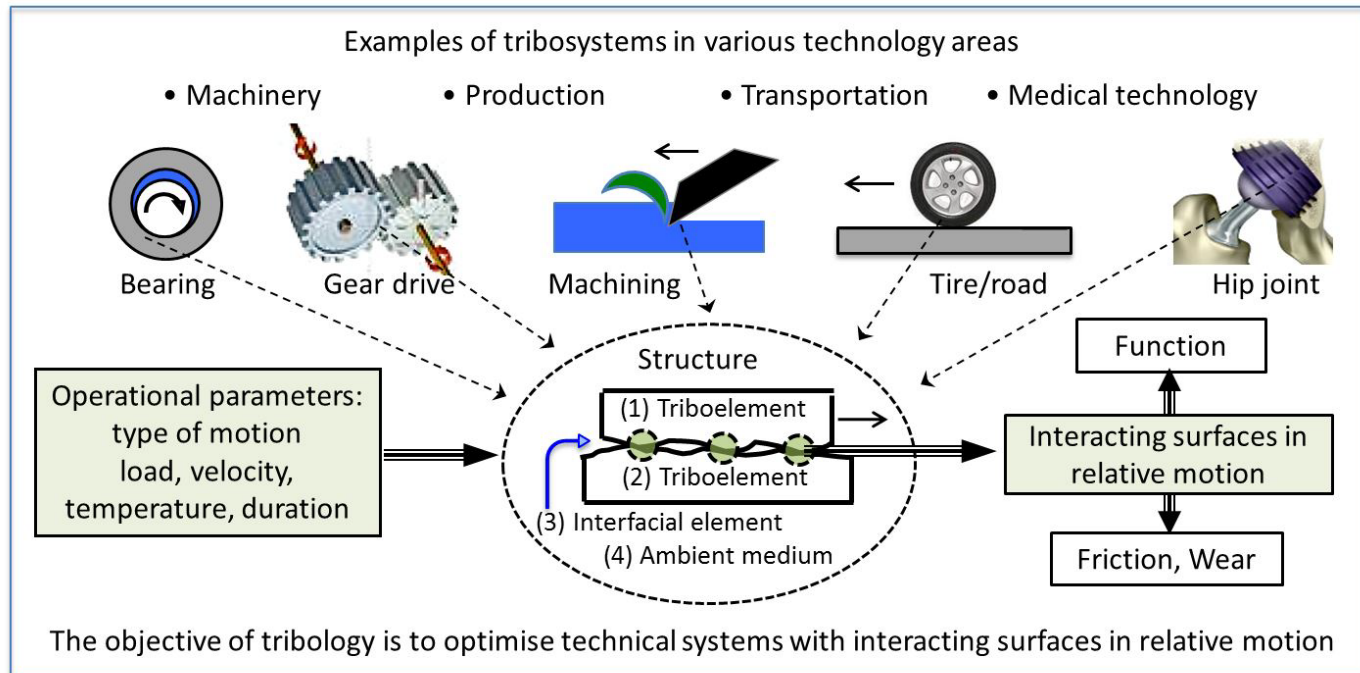 Examples of tribosystems in various technology areas
• Machinery
• Production
• Transportation
• Medical technology
Bearing
Gear drive
Machining
Tire/road
Hip joint
Operational parameters:
type of motion
load, velocity,
temperature, duration
Structure
(1) Triboelement
(2) Triboelement
(3) Interfacial element
(4) Ambient medium
Function
Interacting surfaces in
relative motion
Friction, Wear
The objective of tribology is to optimise technical systems with interacting surfaces in relative motion